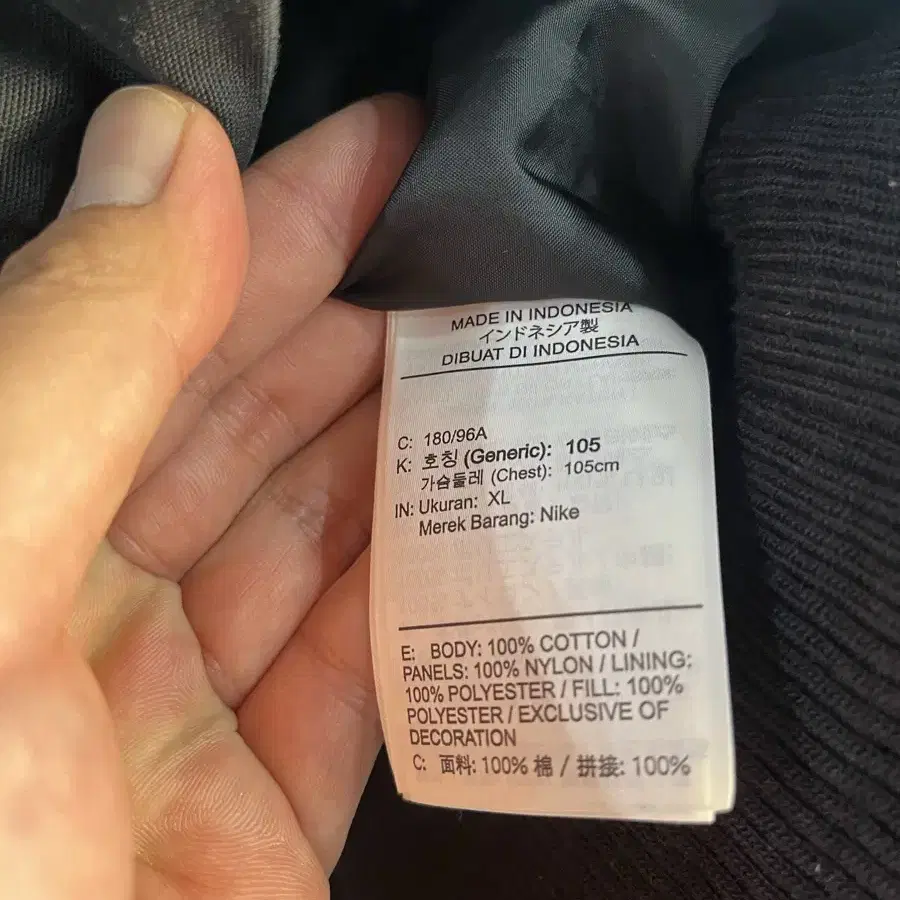 MADE IN INDONESIA
インドネシア製
DIBUAT DI INDONESIA
C: 180/96A
K: 호칭 (Generic): 105
가슴둘레 (Chest): 105cm
IN: Ukuran: XL
Merek Barang: Nike
E: BODY: 100% COTTON /
PANELS: 100% NYLON / LINING:
100% POLYESTER / FILL: 100%
POLYESTER / EXCLUSIVE OF
DECORATION
C: 面料: 100% 棉 / 拼接: 100%